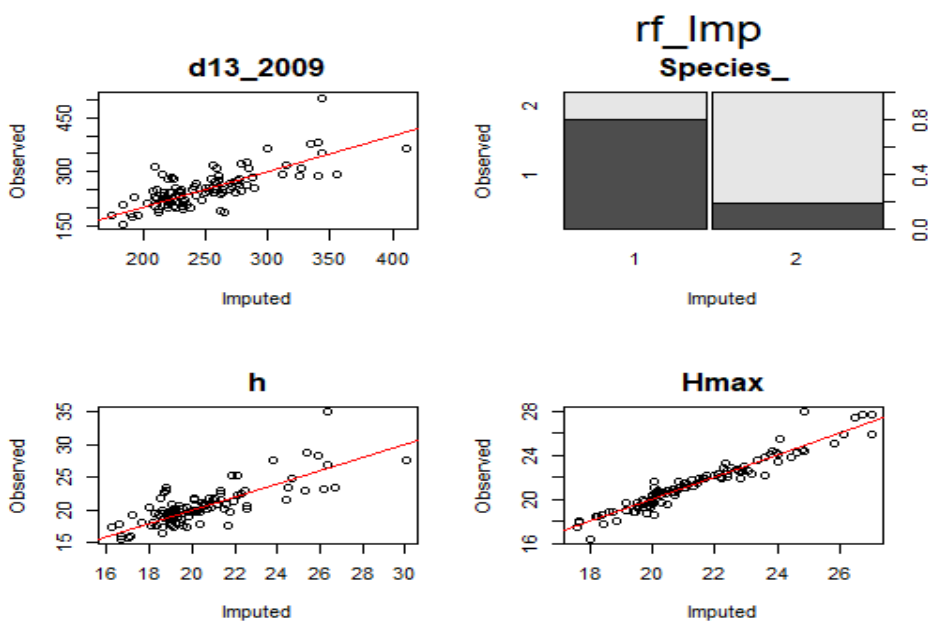 rf_Imp
d13_2009
Observed
450
300
150
200
250
300
350
400
Imputed
Species_
Observed
2
1
0.8
0.4
0.0
1
2
Imputed
h
Observed
35
30
25
20
15
16
18
20
22
24
26
28
30
Imputed
Hmax
Observed
28
24
20
16
18
20
22
24
26
Imputed